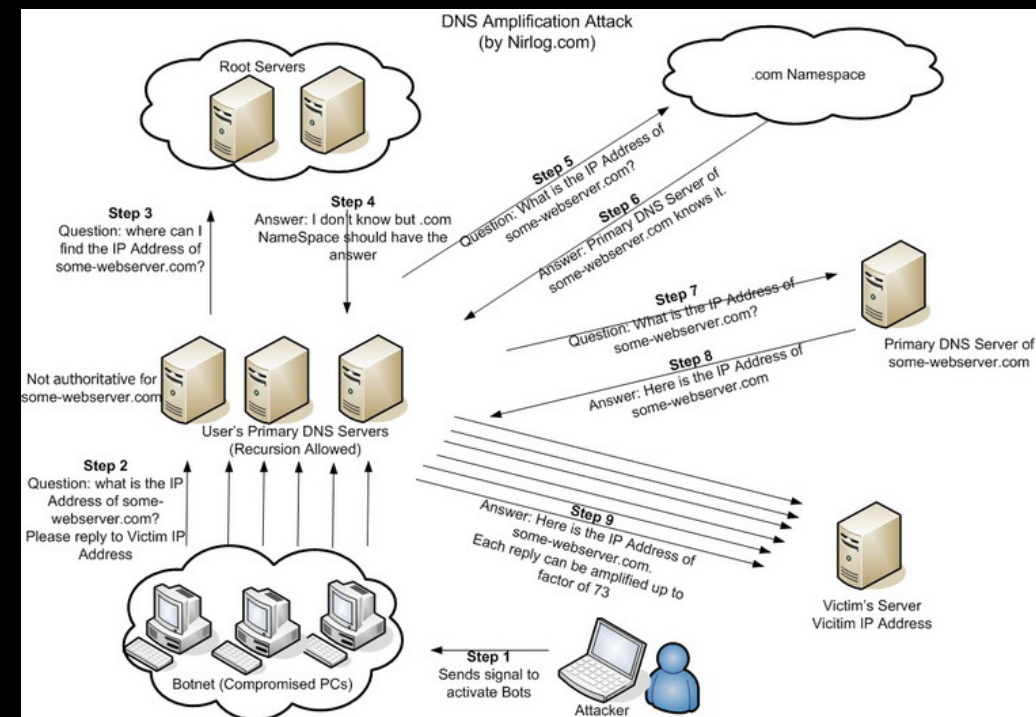 DNS Amplification Attack
(by Nirlog.com)
Root Servers
.com Namespace
Step 5
Question: What is the IP Address of
some-webserver.com?
Step 6
Answer: Primary DNS Server of
some-webserver.com knows it.
Step 3
Question: where can I
find the IP Address of
some-webserver.com?
Step 4
Answer: I don't know but .com
NameSpace should have the
answer
Step 7
Question: What is the IP Address of
some-webserver.com?
Primary DNS Server of
some-webserver.com
Step 8
Answer: Here is the IP Address of
some-webserver.com
Not authoritative for
some-webserver.com
User's Primary DNS Servers
(Recursion Allowed)
Step 2
Question: what is the IP
Address of some-
webserver.com?
Please reply to Victim IP
Address
Step 9
Answer: Here is the IP Address of
some-webserver.com.
Each reply can be amplified up to
factor of 73
Victim's Server
Vicitim IP Address
Botnet (Compromised PCs)
Step 1
Sends signal to
activate Bots
Attacker